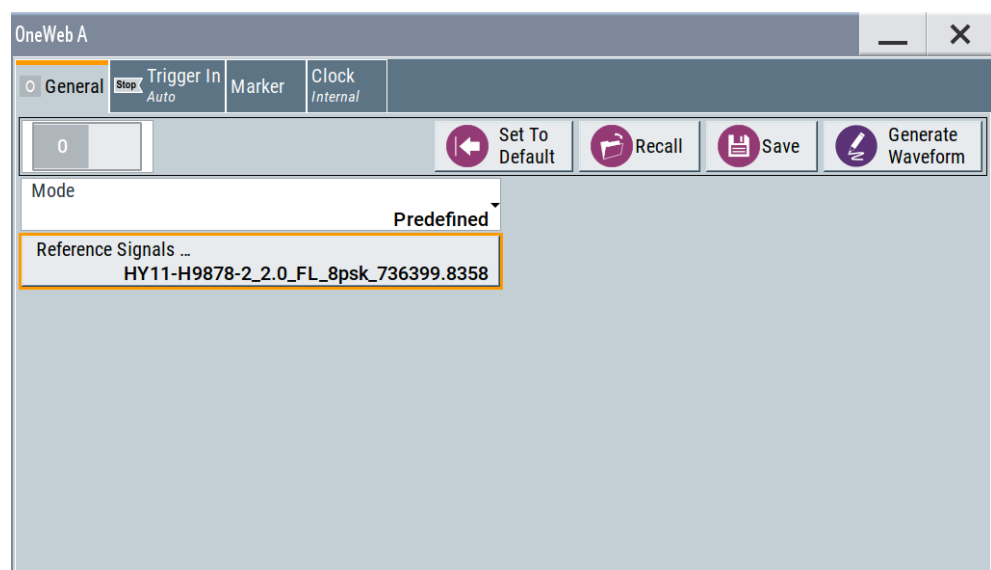 OneWeb A
O General
Stop Trigger In
Auto
Marker
Clock
Internal
0
Set To
Default
Recall
Save
Generate
Waveform
Mode
Predefined
Reference Signals ...
HY11-H9878-2_2.0_FL_8psk_736399.8358